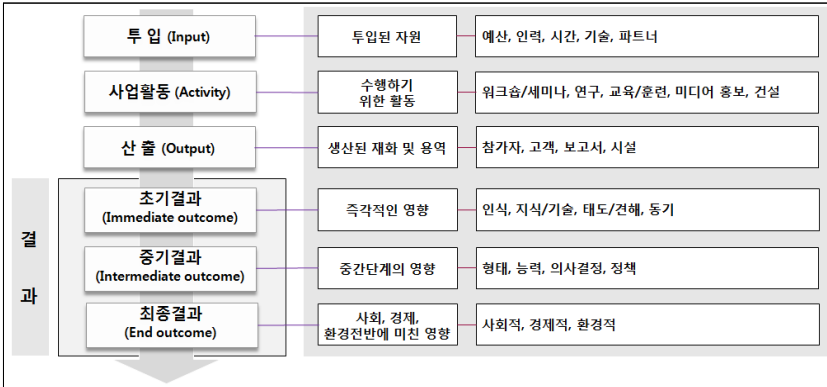 투 입 (Input)
투입된 자원
예산, 인력, 시간, 기술, 파트너
사업활동 (Activity)
수행하기
위한 활동
워크숍/세미나, 연구, 교육/훈련, 미디어 홍보, 건설
산 출 (Output)
생산된 재화 및 용역
참가자, 고객, 보고서, 시설
결
과
초기결과
(Immediate outcome)
즉각적인 영향
인식, 지식/기술, 태도/견해, 동기
중기결과
(Intermediate outcome)
중간단계의 영향
형태, 능력, 의사결정, 정책
최종결과
(End outcome)
사회, 경제,
환경전반에 미친 영향
사회적, 경제적, 환경적